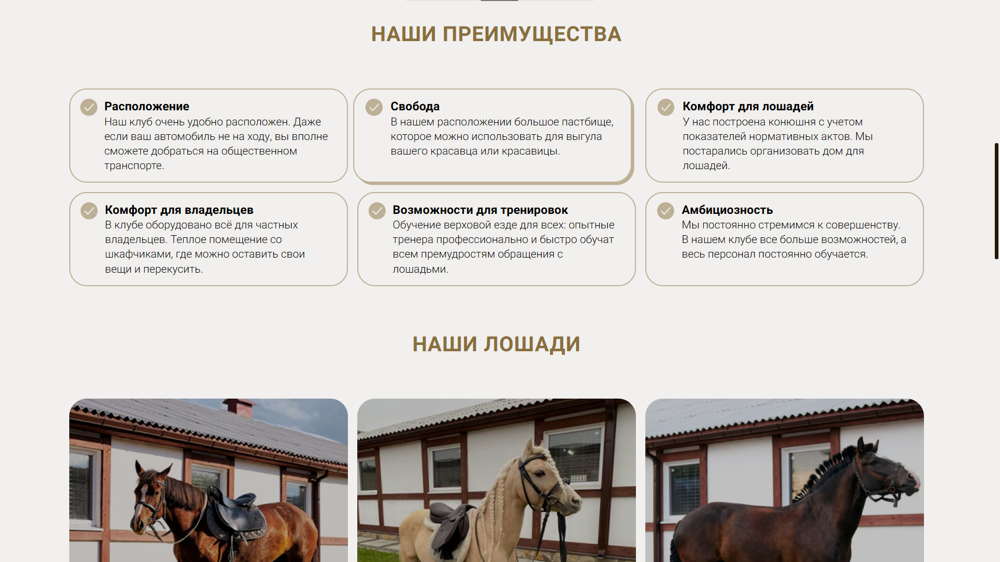 НАШИ ПРЕИМУЩЕСТВА
Расположение
Наш клуб очень удобно расположен. Даже
если ваш автомобиль не на ходу, вы вполне
сможете добраться на общественном
транспорте.
Свобода
В нашем расположении большое пастбище,
которое можно использовать для выгула
вашего красавца или красавицы.
Комфорт для лошадей
У нас построена конюшня с учетом
показателей нормативных актов. Мы
постарались организовать дом для
лошадей.
Комфорт для владельцев
В клубе оборудовано всё для частных
владельцев. Теплое помещение со
шкафчиками, где можно оставить свои
вещи и перекусить.
Возможности для тренировок
Обучение верховой езде для всех: опытные
тренера профессионально и быстро обучат
всем премудростям обращения с
лошадьми.
Амбициозность
Мы постоянно стремимся к совершенству.
В нашем клубе все больше возможностей, а
весь персонал постоянно обучается.
НАШИ ЛОШАДИ